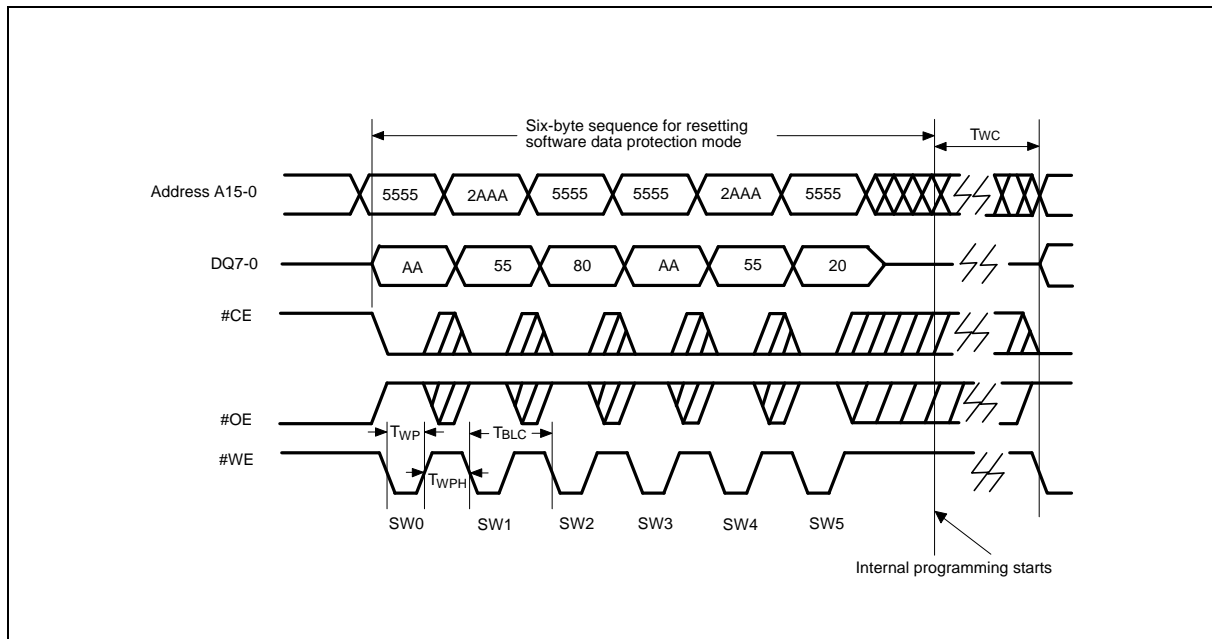 Six-byte sequence for resetting
software data protection mode
TWC
Address A15-0
5555 2AAA 5555 5555 2AAA 5555
DQ7-0
AA 55 80 AA 55 20
#CE
#OE
TWP TBLC
#WE
TWPH
SW0 SW1 SW2 SW3 SW4 SW5
Internal programming starts